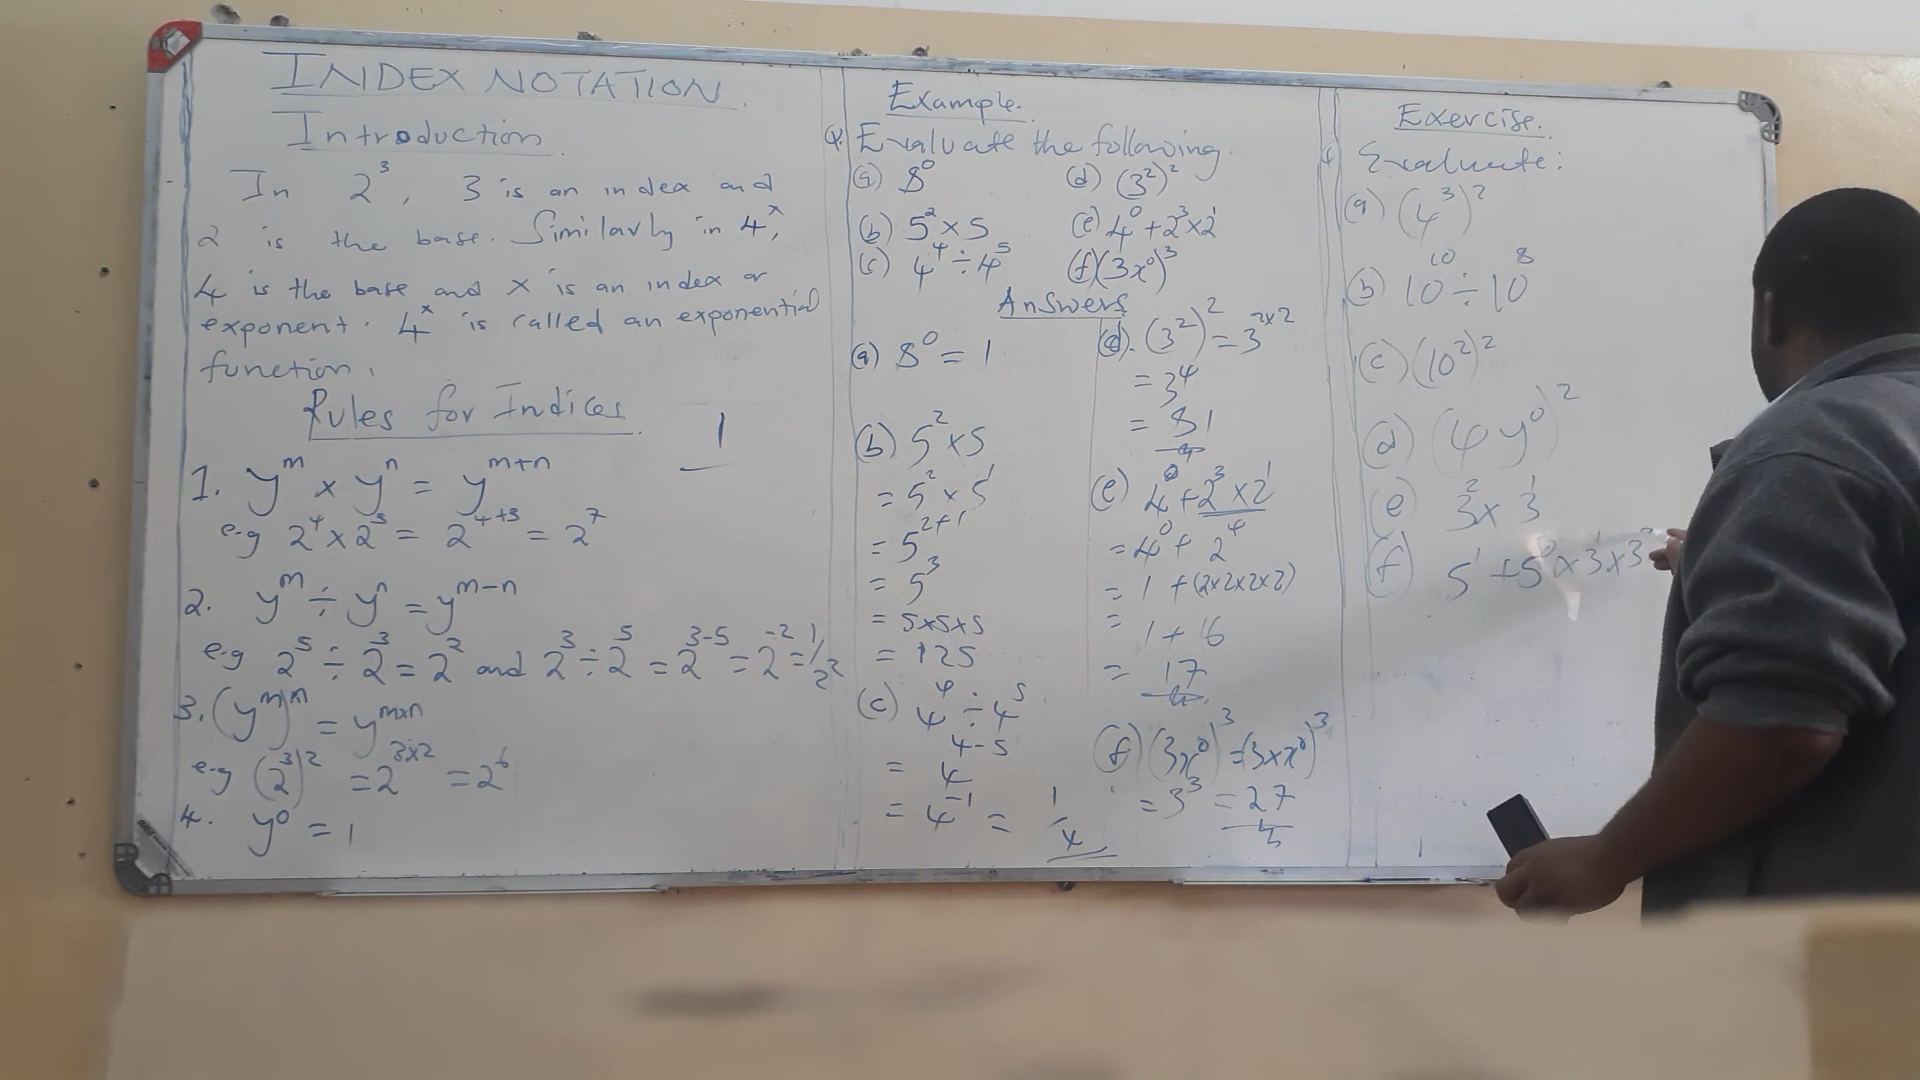 INDEX NOTATION.
Introduction.
In 2³, 3 is an index and
2 is the base. Similarly in 4ˣ,
4 is the base and x is an index or
exponent. 4ˣ is called an exponential
function.
Rules for Indices
1
1. yᵐ × yⁿ = yᵐ⁺ⁿ
e.g 2⁴ × 2³ = 2⁴⁺³ = 2⁷
2. yᵐ ÷ yⁿ = yᵐ⁻ⁿ
e.g 2⁵ ÷ 2³ = 2² and 2³ ÷ 2⁵ = 2³⁻⁵ = 2⁻² = 1/2²
3. (yᵐ)ⁿ = yᵐˣⁿ
e.g (2³)² = 2³ˣ² = 2⁶
4. y⁰ = 1
Example.
Q. Evaluate the following.
(a) 8⁰
(b) 5² × 5
(c) 4⁴ ÷ 4⁵
(d) (3²)²
(e) 4⁰ + 2³ × 2¹
(f) (3x⁰)³
Answers
(a) 8⁰ = 1
(b) 5² × 5
= 5² × 5¹
= 5²⁺¹
= 5³
= 5×5×5
= 125
(c) 4⁴ ÷ 4⁵
= 4⁴⁻⁵
= 4⁻¹ = 1/4
(d). (3²)² = 3²ˣ²
= 3⁴
= 81
(e) 4⁰ + 2³ × 2¹
= 4⁰ + 2⁴
= 1 + (2×2×2×2)
= 1 + 16
= 17
(f) (3x⁰)³ = (3×x⁰)³
= 3³ = 27
Exercise.
Evaluate:
(a) (4³)²
(b) 10¹⁰ ÷ 10⁸
(c) (10²)²
(d) (4y⁰)²
(e) 3² × 3¹
(f) 5¹ + 5⁰ × 3¹ × 3